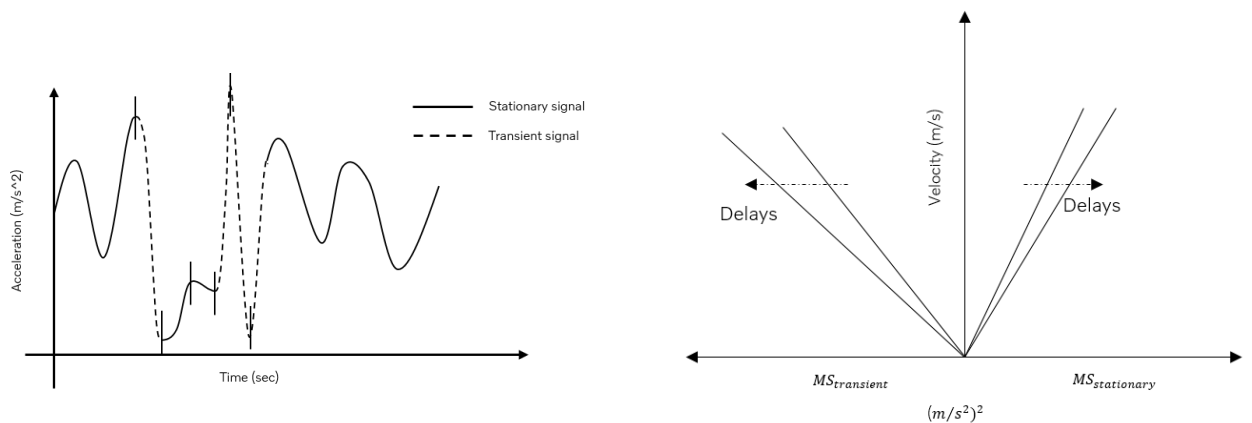 Stationary signal
Transient signal
Acceleration (m/s^2)
Time (sec)
Velocity (m/s)
Delays
Delays
MS_transient
MS_stationary
(m/s²)²